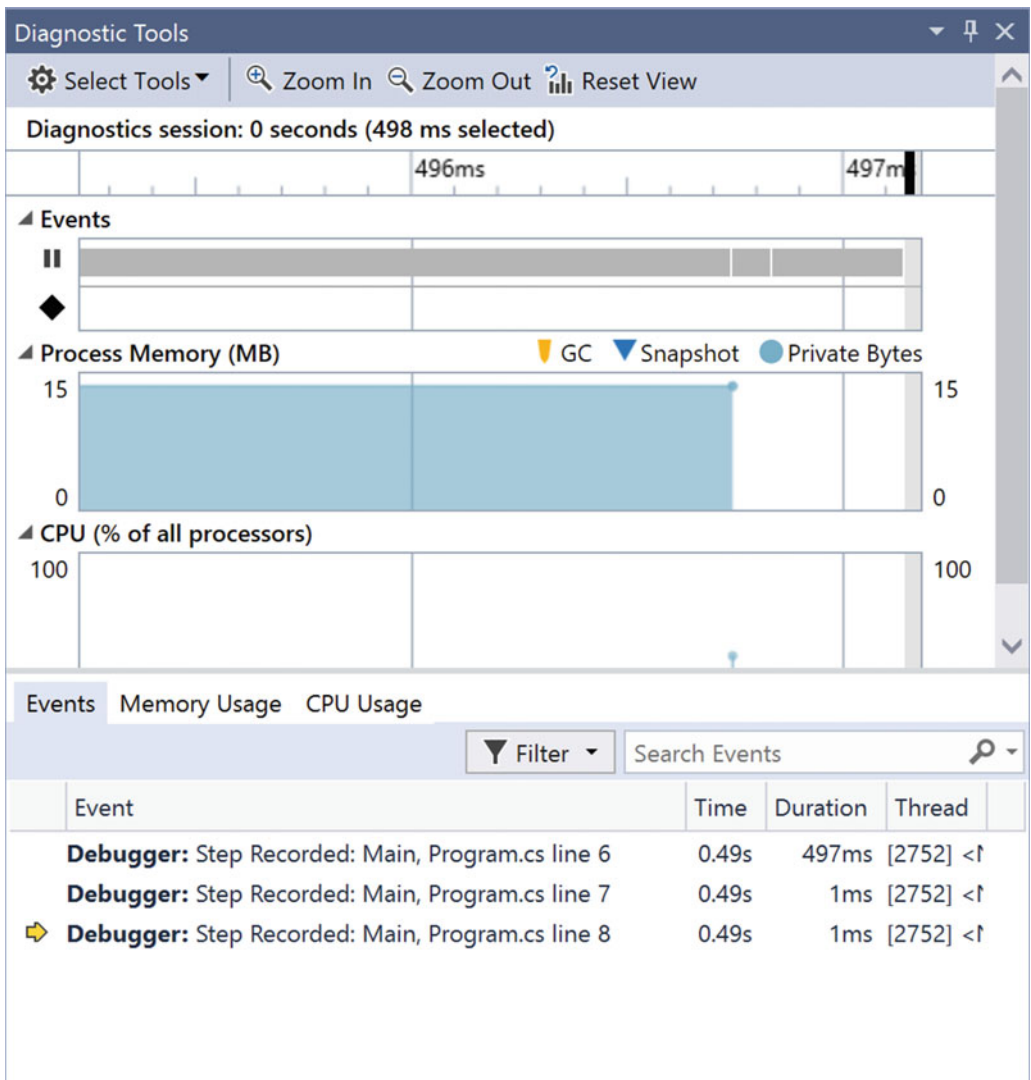 Diagnostic Tools
Select Tools Zoom In Zoom Out Reset View
Diagnostics session: 0 seconds (498 ms selected)
496ms 497m
Events
Process Memory (MB) GC Snapshot Private Bytes
15 15
0 0
CPU (% of all processors)
100 100
Events Memory Usage CPU Usage
Filter Search Events
Event Time Duration Thread
Debugger: Step Recorded: Main, Program.cs line 6 0.49s 497ms [2752] <
Debugger: Step Recorded: Main, Program.cs line 7 0.49s 1ms [2752] <
Debugger: Step Recorded: Main, Program.cs line 8 0.49s 1ms [2752] <